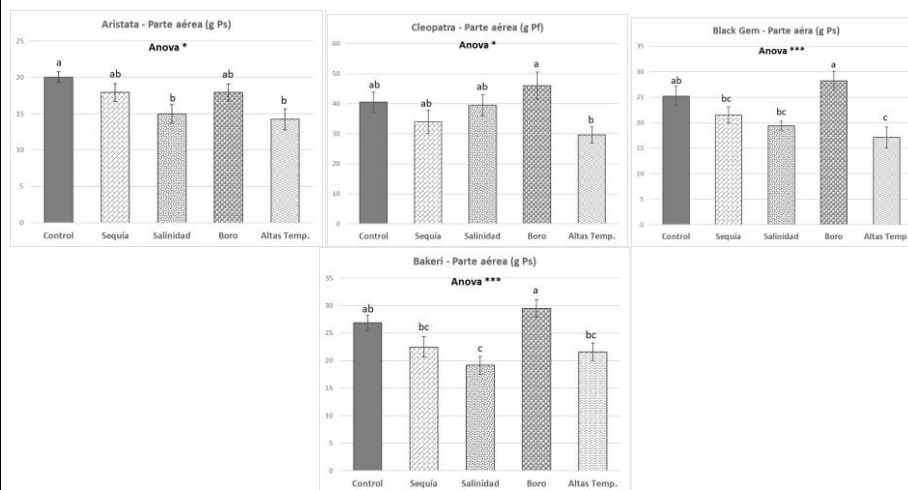 Aristata - Parte aérea (g Ps)
Anova *
25
20
15
10
5
0
a
ab
b
ab
b
Control Sequía Salinidad Boro Altas Temp.
Cleopatra - Parte aérea (g Pf)
Anova *
60
50
40
30
20
10
0
ab
ab
ab
a
b
Control Sequía Salinidad Boro Altas Temp.
Black Gem - Parte aéra (g Ps)
Anova ***
35
30
25
20
15
10
5
0
ab
bc
bc
a
c
Control Sequía Salinidad Boro Altas Temp.
Bakeri - Parte aérea (g Ps)
Anova ***
35
30
25
20
15
10
5
0
ab
bc
c
a
bc
Control Sequía Salinidad Boro Altas Temp.